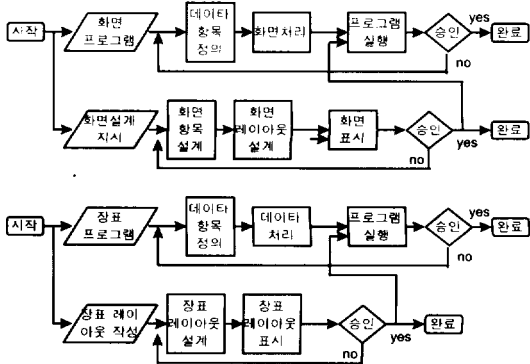 시작
화면
프로그램
데이타
항목
정의
화면처리
프로그램
실행
승인
yes
완료
no
화면설계
지시
화면
항목
설계
화면
레이아웃
설계
화면
표시
승인
no
yes
완료
시작
장표
프로그램
데이타
항목
정의
데이타
처리
프로그램
실행
승인
yes
완료
no
장표 레이
아웃 작성
장표
레이아웃
설계
장표
레이아웃
표시
승인
no
yes
완료